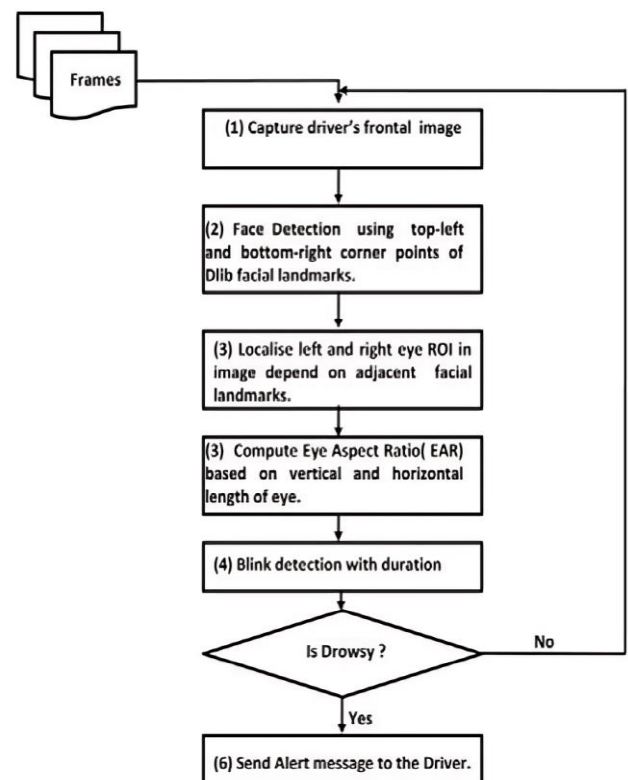 Frames
(1) Capture driver's frontal image
(2) Face Detection using top-left
and bottom-right corner points of
Dlib facial landmarks.
(3) Localise left and right eye ROI in
image depend on adjacent facial
landmarks.
(3) Compute Eye Aspect Ratio( EAR)
based on vertical and horizontal
length of eye.
(4) Blink detection with duration
Is Drowsy ?
No
Yes
(6) Send Alert message to the Driver.